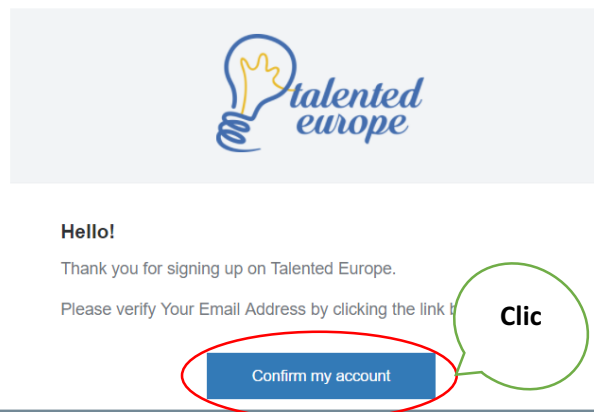 talented
europe
Hello!
Thank you for signing up on Talented Europe.
Please verify Your Email Address by clicking the link
Clic
Confirm my account